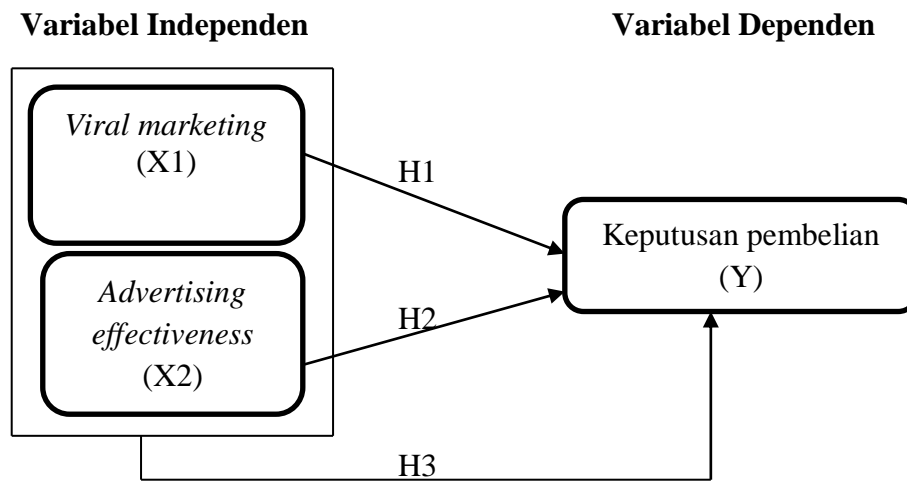 Variabel Independen
Variabel Dependen
Viral marketing
(X1)
H1
Keputusan pembelian
(Y)
Advertising
effectiveness
(X2)
H2
H3